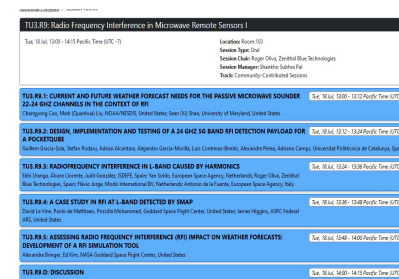 TU3.R9: Radio Frequency Interference in Microwave Remote Sensors I
Tue, 18 Jul, 13:00 - 14:15 Pacific Time (UTC -7)
Location: Room 103
Session Type: Oral
Session Chair: Roger Oliva, Zenithal Blue Technologies
Session Manager: Shankho Subhra Pal
Track: Community-Contributed Sessions
TU3.R9.1: CURRENT AND FUTURE WEATHER FORECAST NEEDS FOR THE PASSIVE MICROWAVE SOUNDER
Tue, 18 Jul, 13:00 - 13:12 Pacific Time (UTC
22-24 GHZ CHANNELS IN THE CONTEXT OF RFI
Changyong Cao, Mark (Quanhua) Liu, NOAA/NESDIS, United States; Sean (Xi) Shao, University of Maryland, United States
TU3.R9.2: DESIGN, IMPLEMENTATION AND TESTING OF A 24 GHZ 5G BAND RFI DETECTION PAYLOAD FOR
Tue, 18 Jul, 13:12 - 13:24 Pacific Time (UTC
A POCKETQUBE
Guillem Gracia-Sola, Stefan Podaru, Adrian Alcantara, Alejandro García-Morilla, Luis Contreras-Benito, Alexandre Perez, Adriano Camps, Universitat Politècnica de Catalunya, Spa
TU3.R9.3: RADIOFREQUENCY INTERFERENCE IN L-BAND CAUSED BY HARMONICS
Tue, 18 Jul, 13:24 - 13:36 Pacific Time (UTC
Ekhi Uranga, Álvaro Llorente, Judit González, ISDEFE, Spain; Yan Soldo, European Space Agency, Netherlands; Roger Oliva, Zenithal
Blue Technologies, Spain; Flávio Jorge, Modis International BV, Netherlands; Antonio de la Fuente, European Space Agency, Italy
TU3.R9.4: A CASE STUDY IN RFI AT L-BAND DETECTED BY SMAP
Tue, 18 Jul, 13:36 - 13:48 Pacific Time (UTC
David Le Vine, Paolo de Matthaeis, Priscilla Mohammed, Goddard Space Flight Center, United States; James Higgins, ASRC Federal
ARS, United States
TU3.R9.5: ASSESSING RADIO FREQUENCY INTERFERENCE (RFI) IMPACT ON WEATHER FORECASTS:
Tue, 18 Jul, 13:48 - 14:00 Pacific Time (UTC
DEVELOPMENT OF A RFI SIMULATION TOOL
Alexandra Bringer, Ed Kim, NASA Goddard Space Flight Center, United States
TU3.R9.D: DISCUSSION
Tue, 18 Jul, 14:00 - 14:15 Pacific Time (UTC